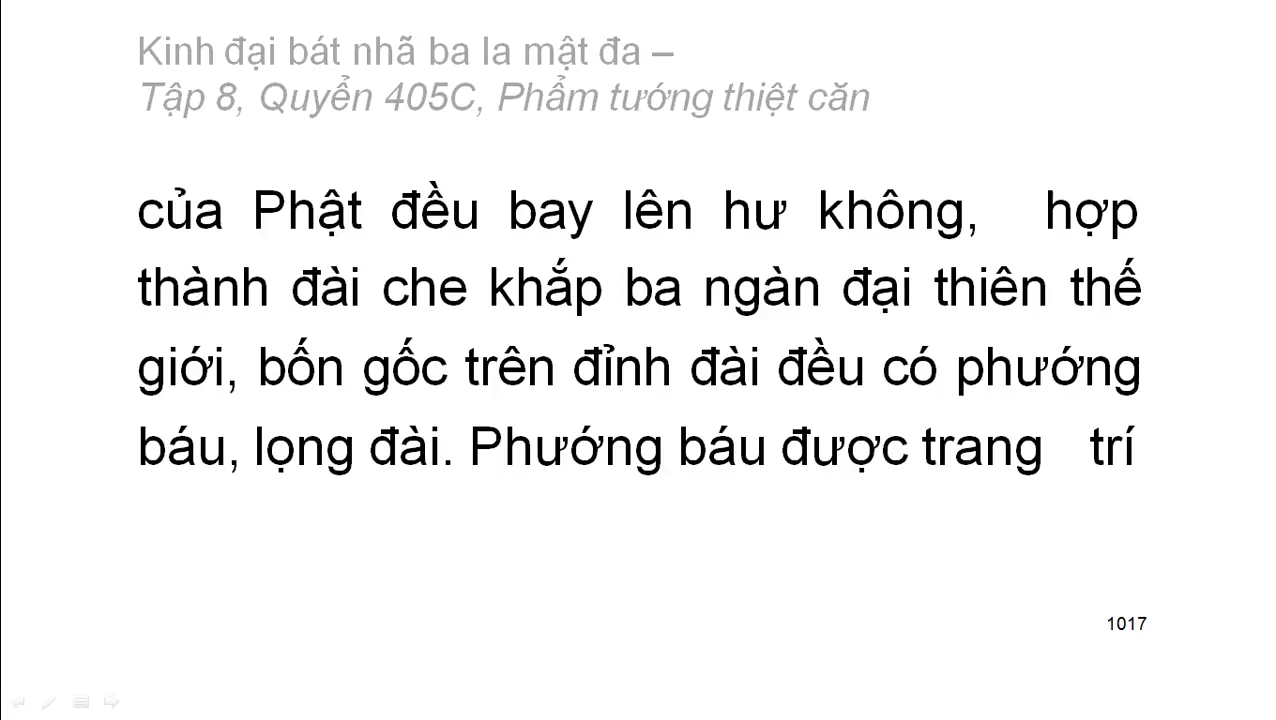 Kinh đại bát nhã ba la mật đa –
Tập 8, Quyển 405C, Phẩm tướng thiệt căn
của Phật đều bay lên hư không, hợp
thành đài che khắp ba ngàn đại thiên thế
giới, bốn gốc trên đỉnh đài đều có phướng
báu, lọng đài. Phướng báu được trang trí
1017